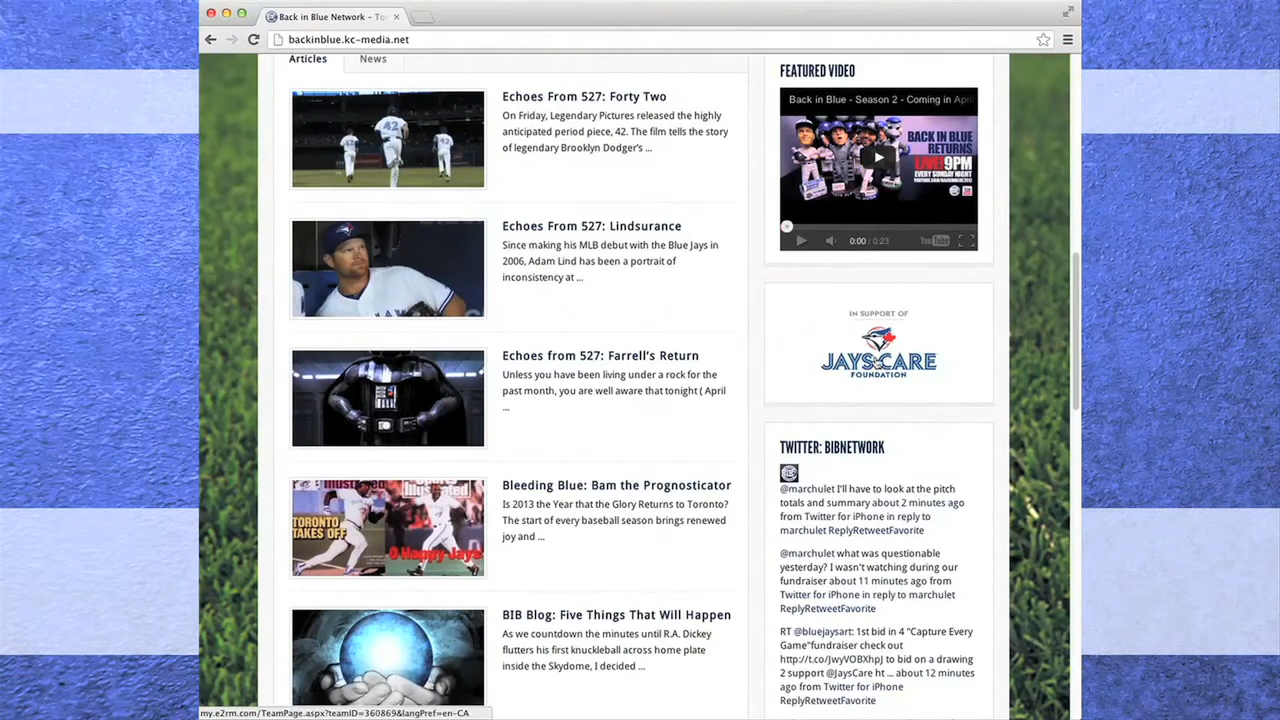 Back in Blue Network – To
backinblue.kc-media.net
Articles
News
Echoes From 527: Forty Two
On Friday, Legendary Pictures released the highly
anticipated period piece, 42. The film tells the story
of legendary Brooklyn Dodger's ...
42
Echoes From 527: Lindsurance
Since making his MLB debut with the Blue Jays in
2006, Adam Lind has been a portrait of
inconsistency at ...
Echoes from 527: Farrell's Return
Unless you have been living under a rock for the
past month, you are well aware that tonight ( April
...
Bleeding Blue: Bam the Prognosticator
Is 2013 the Year that the Glory Returns to Toronto?
The start of every baseball season brings renewed
joy and ...
Sports
Illustrated
TORONTO
TAKES OFF
O Happy Jays
BIB Blog: Five Things That Will Happen
As we countdown the minutes until R.A. Dickey
flutters his first knuckleball across home plate
inside the Skydome, I decided ...
FEATURED VIDEO
Back in Blue - Season 2 - Coming in Apri
BACK IN BLUE
RETURNS
LIVE! 9PM
EVERY SUNDAY NIGHT
0:00 / 0:23
YouTube
IN SUPPORT OF
JAYS CARE
FOUNDATION
TWITTER: BIBNETWORK
@marchulet I'll have to look at the pitch
totals and summary about 2 minutes ago
from Twitter for iPhone in reply to
marchulet ReplyRetweetFavorite
@marchulet what was questionable
yesterday? I wasn't watching during our
fundraiser about 11 minutes ago from
Twitter for iPhone in reply to marchulet
ReplyRetweetFavorite
RT @bluejaysart: 1st bid in 4 "Capture Every
Game"fundraiser check out
http://t.co/JwyVOBXhpJ to bid on a drawing
2 support @JaysCare ht ... about 12 minutes
ago from Twitter for iPhone
ReplyRetweetFavorite
my.e2rm.com/TeamPage.aspx?teamID=360869&langPref=en-CA